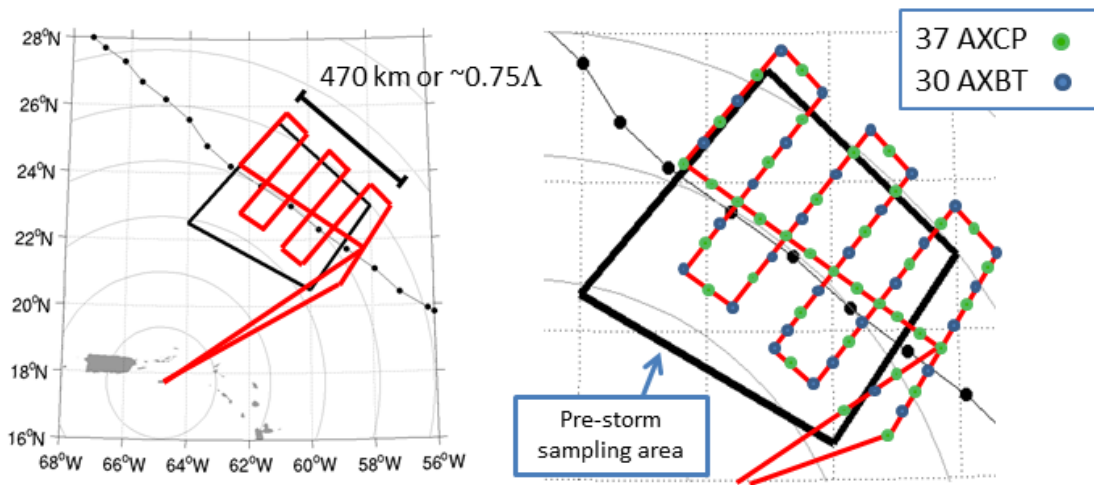 28°N
26°N
24°N
22°N
20°N
18°N
16°N
68°W 66°W 64°W 62°W 60°W 58°W 56°W
470 km or ~0.75Λ
37 AXCP
30 AXBT
Pre-storm
sampling area